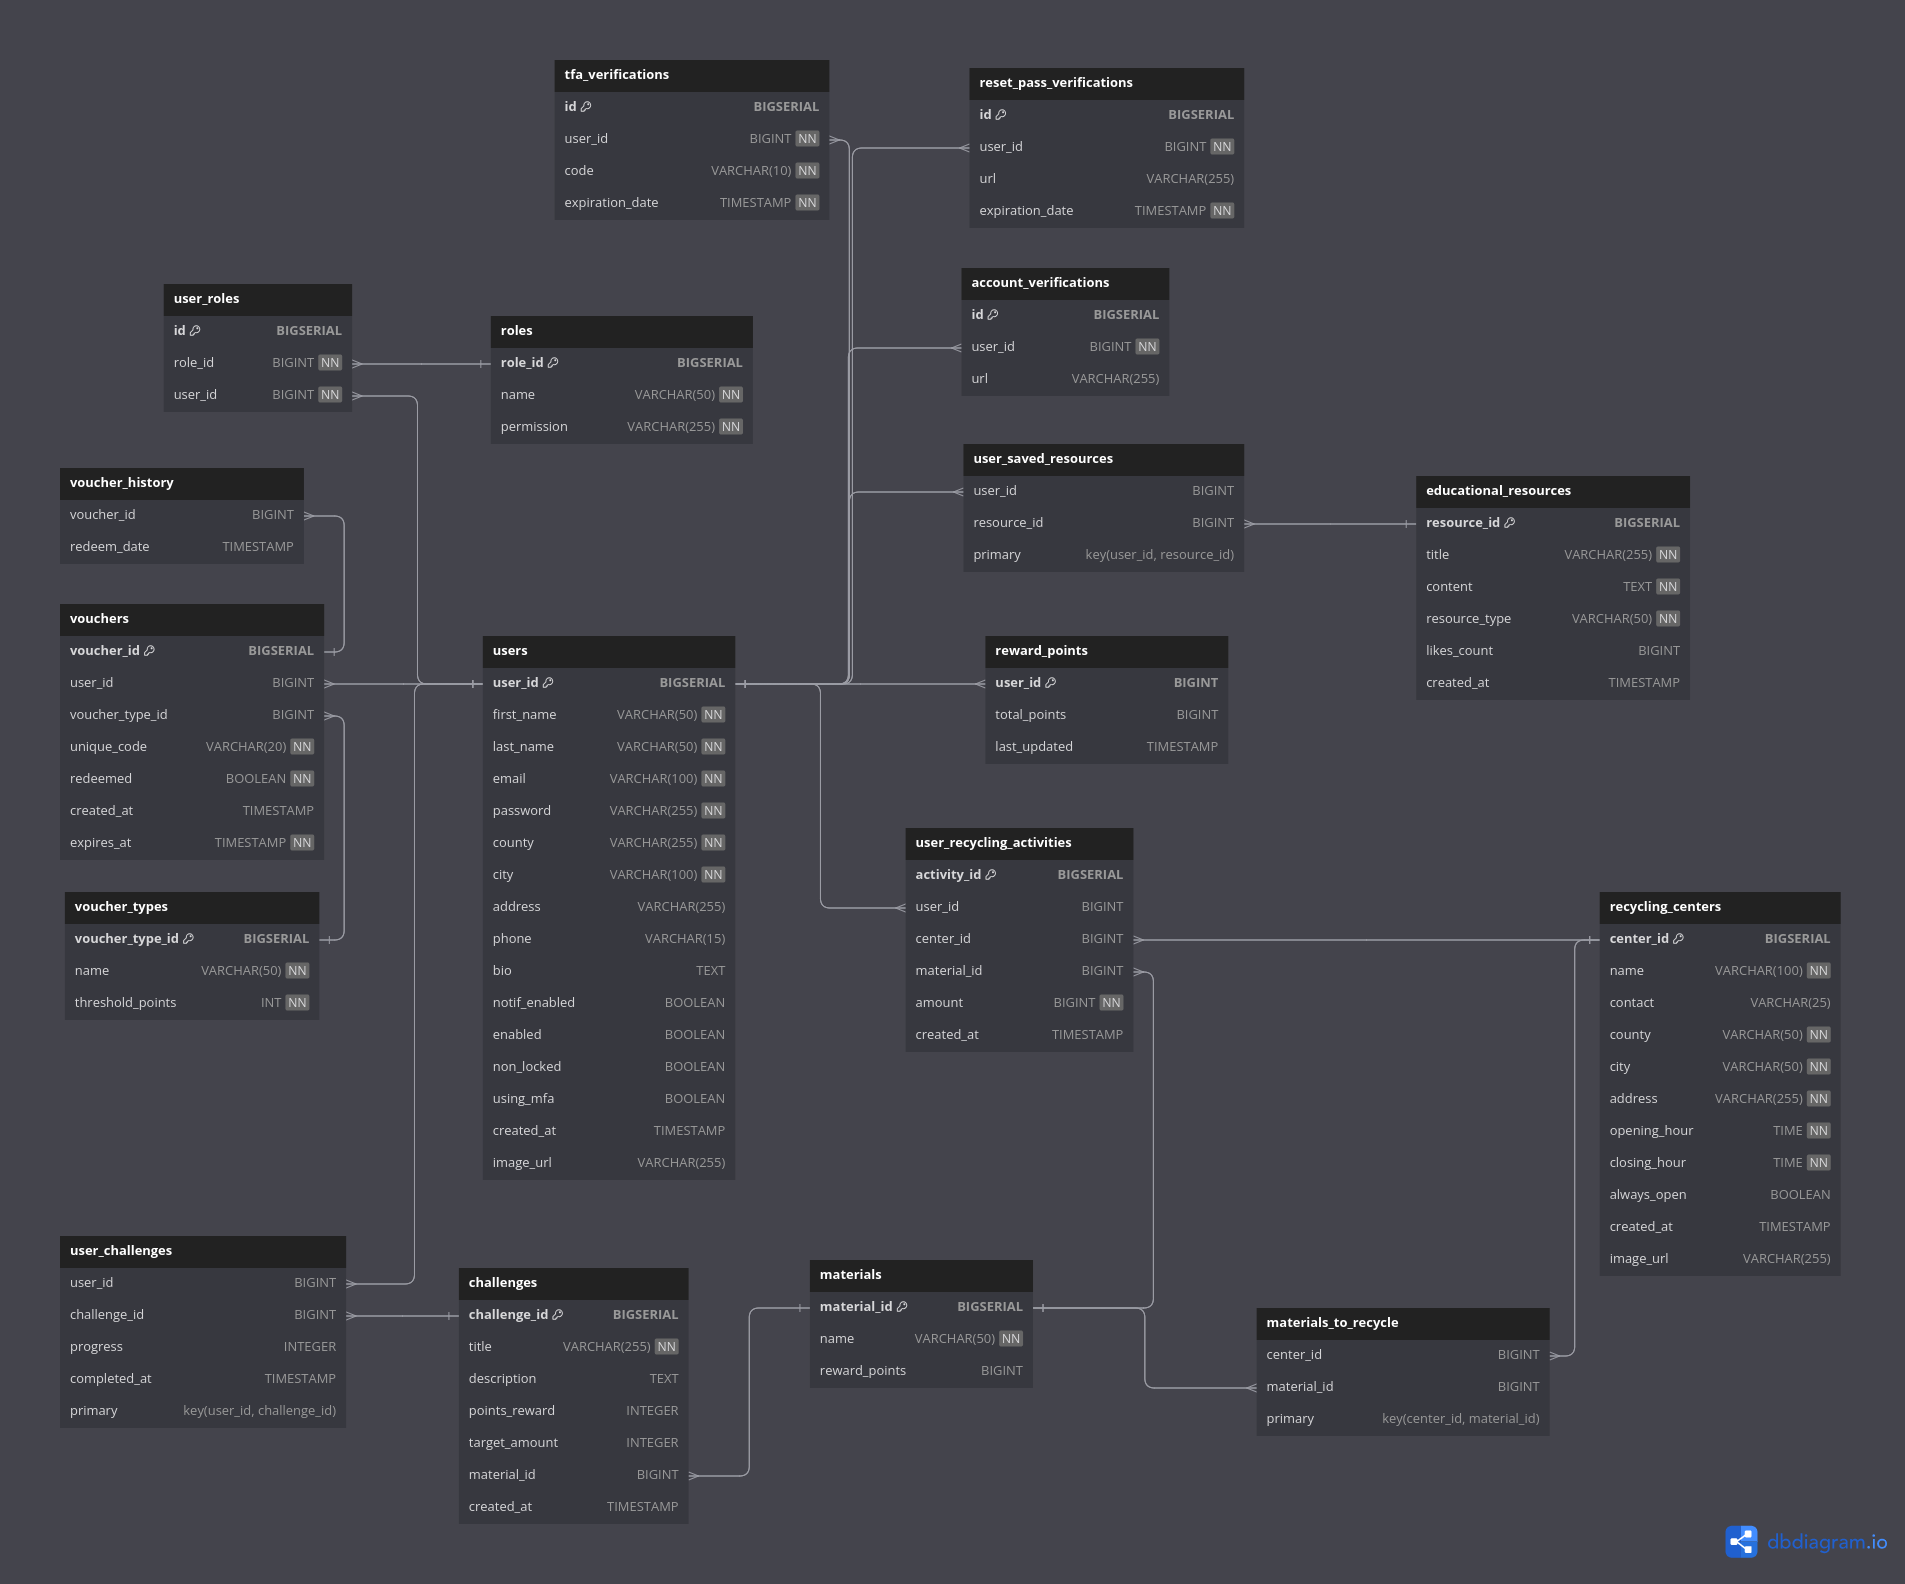 tfa_verifications
id BIGSERIAL
user_id BIGINT NN
code VARCHAR(10) NN
expiration_date TIMESTAMP NN
reset_pass_verifications
id BIGSERIAL
user_id BIGINT NN
url VARCHAR(255)
expiration_date TIMESTAMP NN
user_roles
id BIGSERIAL
role_id BIGINT NN
user_id BIGINT NN
roles
role_id BIGSERIAL
name VARCHAR(50) NN
permission VARCHAR(255) NN
account_verifications
id BIGSERIAL
user_id BIGINT NN
url VARCHAR(255)
voucher_history
voucher_id BIGINT
redeem_date TIMESTAMP
user_saved_resources
user_id BIGINT
resource_id BIGINT
primary key(user_id, resource_id)
educational_resources
resource_id BIGSERIAL
title VARCHAR(255) NN
content TEXT NN
resource_type VARCHAR(50) NN
likes_count BIGINT
created_at TIMESTAMP
vouchers
voucher_id BIGSERIAL
user_id BIGINT
voucher_type_id BIGINT
unique_code VARCHAR(20) NN
redeemed BOOLEAN NN
created_at TIMESTAMP
expires_at TIMESTAMP NN
users
user_id BIGSERIAL
first_name VARCHAR(50) NN
last_name VARCHAR(50) NN
email VARCHAR(100) NN
password VARCHAR(255) NN
county VARCHAR(255) NN
city VARCHAR(100) NN
address VARCHAR(255)
phone VARCHAR(15)
bio TEXT
notif_enabled BOOLEAN
enabled BOOLEAN
non_locked BOOLEAN
using_mfa BOOLEAN
created_at TIMESTAMP
image_url VARCHAR(255)
reward_points
user_id BIGINT
total_points BIGINT
last_updated TIMESTAMP
user_recycling_activities
activity_id BIGSERIAL
user_id BIGINT
center_id BIGINT
material_id BIGINT
amount BIGINT NN
created_at TIMESTAMP
voucher_types
voucher_type_id BIGSERIAL
name VARCHAR(50) NN
threshold_points INT NN
recycling_centers
center_id BIGSERIAL
name VARCHAR(100) NN
contact VARCHAR(25)
county VARCHAR(50) NN
city VARCHAR(50) NN
address VARCHAR(255) NN
opening_hour TIME NN
closing_hour TIME NN
always_open BOOLEAN
created_at TIMESTAMP
image_url VARCHAR(255)
user_challenges
user_id BIGINT
challenge_id BIGINT
progress INTEGER
completed_at TIMESTAMP
primary key(user_id, challenge_id)
challenges
challenge_id BIGSERIAL
title VARCHAR(255) NN
description TEXT
points_reward INTEGER
target_amount INTEGER
material_id BIGINT
created_at TIMESTAMP
materials
material_id BIGSERIAL
name VARCHAR(50) NN
reward_points BIGINT
materials_to_recycle
center_id BIGINT
material_id BIGINT
primary key(center_id, material_id)
dbdiagram.io